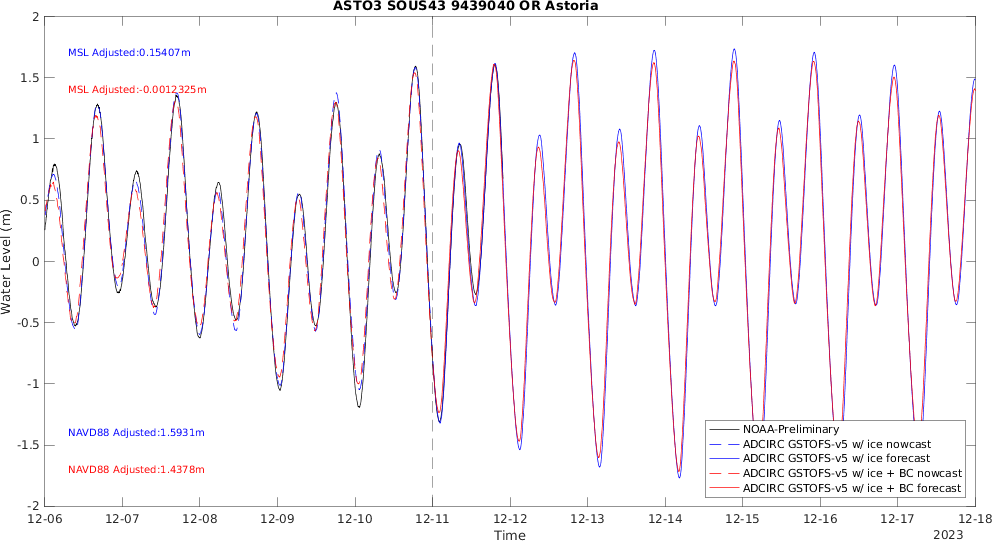 ASTO3 SOUS43 9439040 OR Astoria
2
1.5
1
0.5
0
-0.5
-1
-1.5
-2
Water Level (m)
MSL Adjusted:0.15407m
MSL Adjusted:-0.0012325m
NAVD88 Adjusted:1.5931m
NAVD88 Adjusted:1.4378m
NOAA-Preliminary
ADCIRC GSTOFS-v5 w/ ice nowcast
ADCIRC GSTOFS-v5 w/ ice forecast
ADCIRC GSTOFS-v5 w/ ice + BC nowcast
ADCIRC GSTOFS-v5 w/ ice + BC forecast
12-06 12-07 12-08 12-09 12-10 12-11 12-12 12-13 12-14 12-15 12-16 12-17 12-18
Time
2023